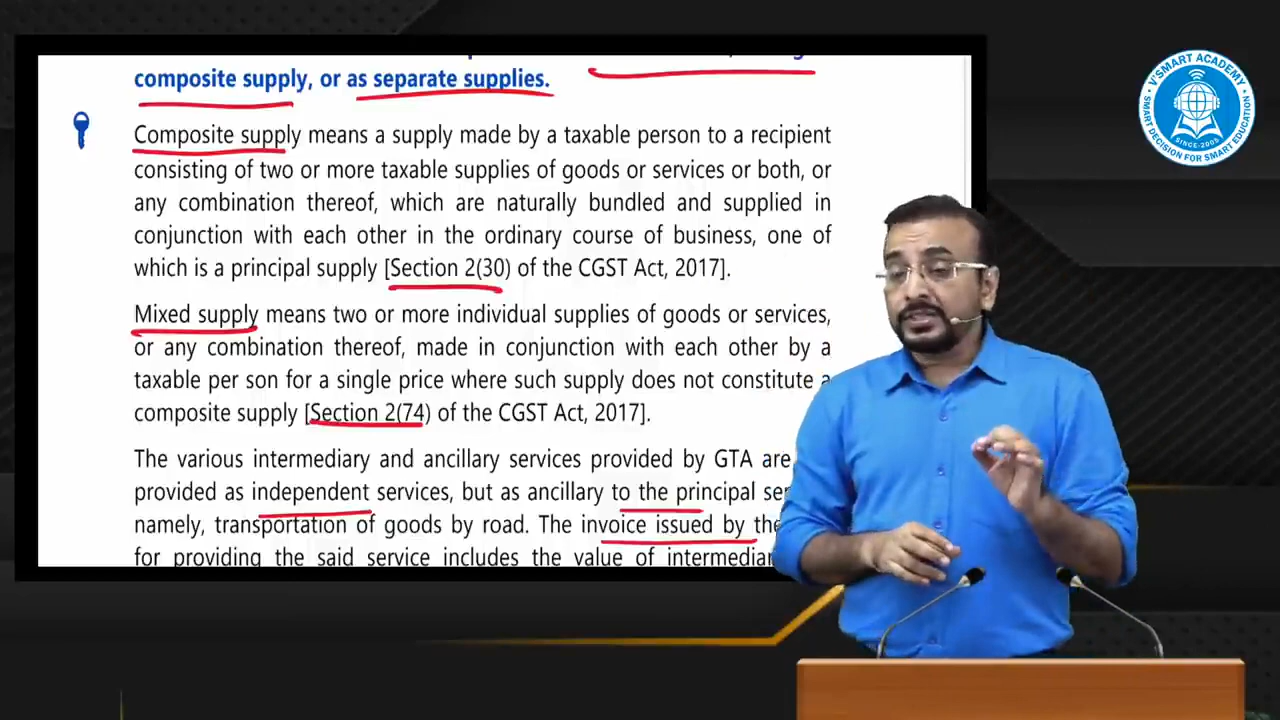 composite supply, or as separate supplies.
Composite supply means a supply made by a taxable person to a recipient
consisting of two or more taxable supplies of goods or services or both, or
any combination thereof, which are naturally bundled and supplied in
conjunction with each other in the ordinary course of business, one of
which is a principal supply [Section 2(30) of the CGST Act, 2017].
Mixed supply means two or more individual supplies of goods or services,
or any combination thereof, made in conjunction with each other by a
taxable per son for a single price where such supply does not constitute a
composite supply [Section 2(74) of the CGST Act, 2017].
The various intermediary and ancillary services provided by GTA are
provided as independent services, but as ancillary to the principal
namely, transportation of goods by road. The invoice issued by the
for providing the said service includes the value of
V'SMART ACADEMY
SINCE-2005
SMART DECISION FOR SMART EDUCATION